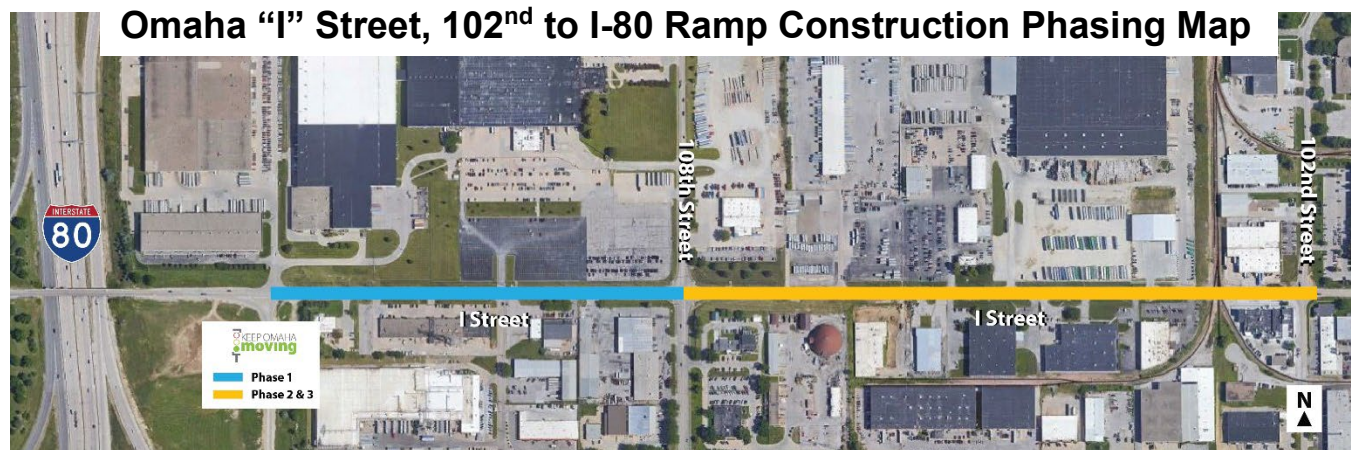 Omaha “I” Street, 102nd to I-80 Ramp Construction Phasing Map
INTERSTATE
80
108th Street
102nd Street
I Street
I Street
KEEP OMAHA
moving
Phase 1
Phase 2 & 3
N